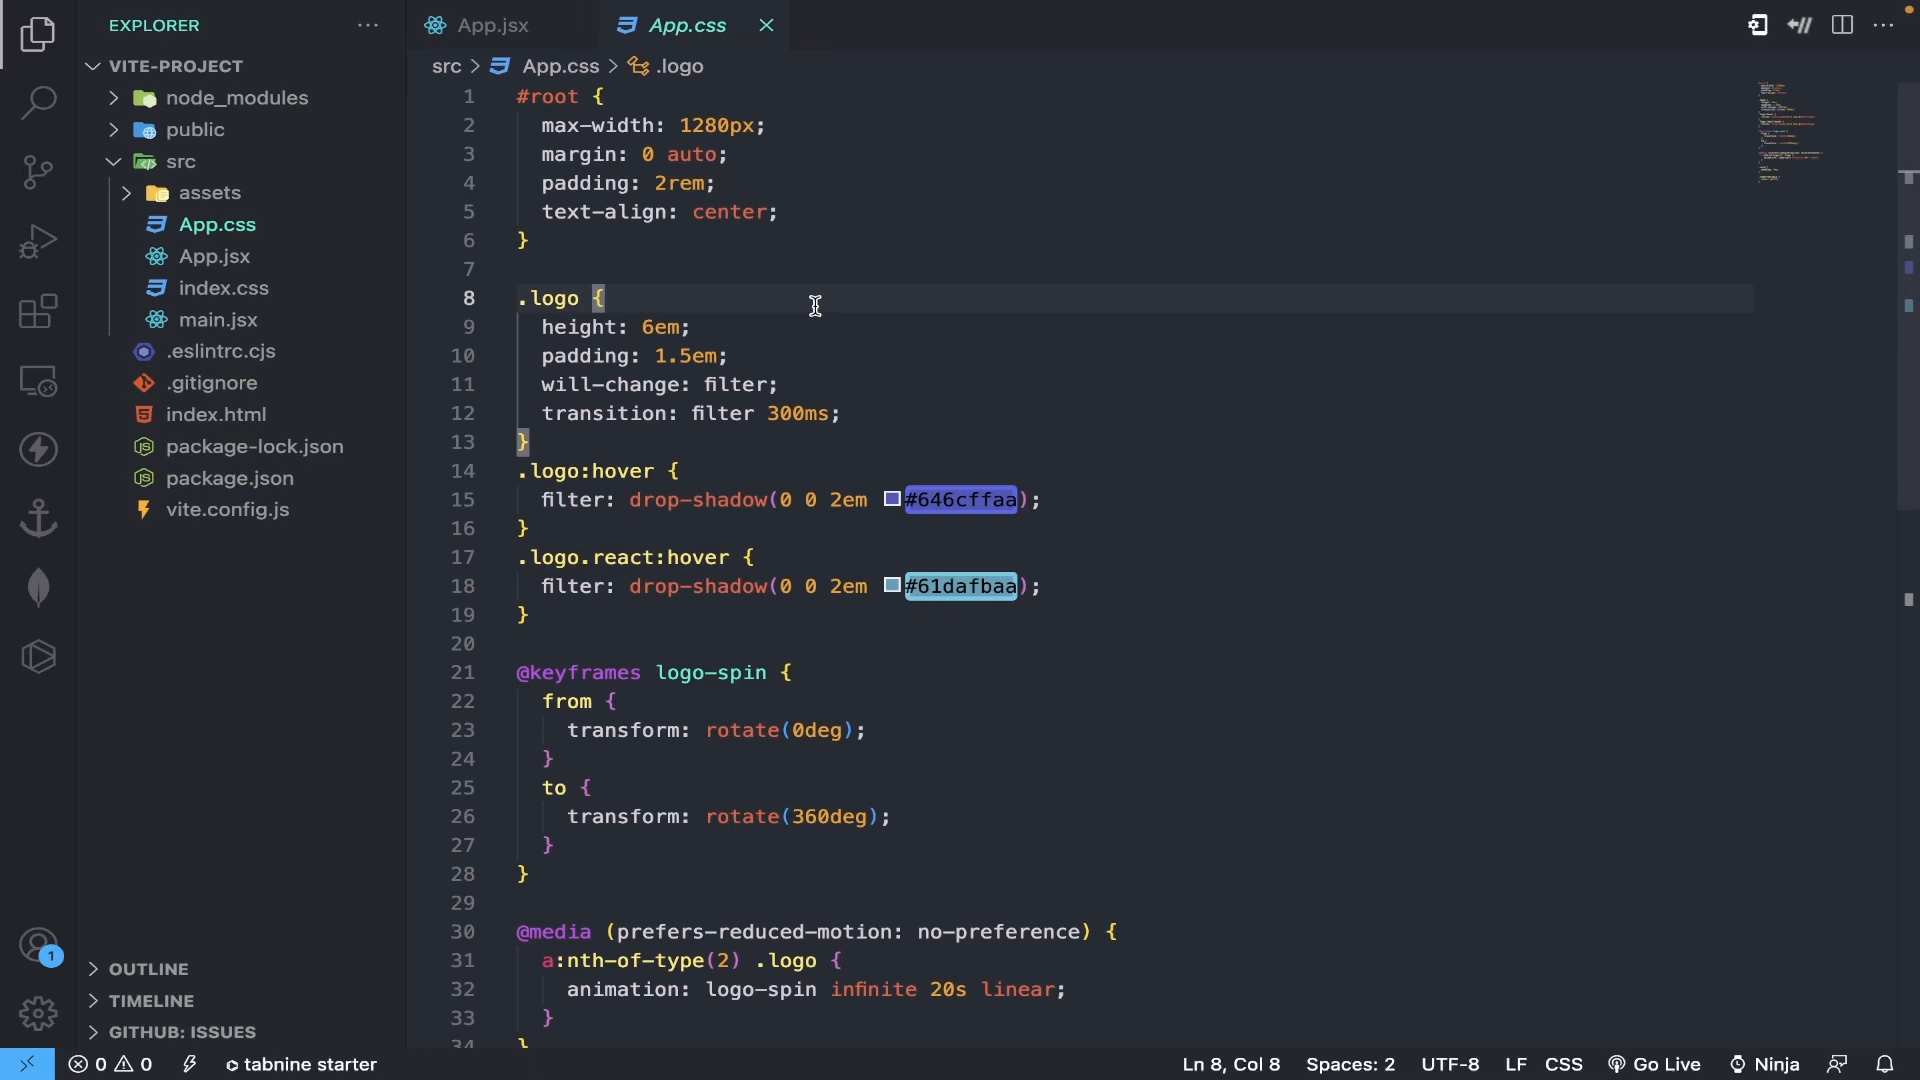 EXPLORER
VITE-PROJECT
node_modules
public
src
assets
App.css
App.jsx
index.css
main.jsx
.eslintrc.cjs
.gitignore
index.html
package-lock.json
package.json
vite.config.js
OUTLINE
TIMELINE
GITHUB: ISSUES
1
App.jsx
App.css
src > App.css > .logo
1 #root {
2 max-width: 1280px;
3 margin: 0 auto;
4 padding: 2rem;
5 text-align: center;
6 }
7
8 .logo {
9 height: 6em;
10 padding: 1.5em;
11 will-change: filter;
12 transition: filter 300ms;
13 }
14 .logo:hover {
15 filter: drop-shadow(0 0 2em #646cffaa);
16 }
17 .logo.react:hover {
18 filter: drop-shadow(0 0 2em #61dafbaa);
19 }
20
21 @keyframes logo-spin {
22 from {
23 transform: rotate(0deg);
24 }
25 to {
26 transform: rotate(360deg);
27 }
28 }
29
30 @media (prefers-reduced-motion: no-preference) {
31 a:nth-of-type(2) .logo {
32 animation: logo-spin infinite 20s linear;
33 }
34 }
0 0 tabnine starter Ln 8, Col 8 Spaces: 2 UTF-8 LF CSS Go Live Ninja